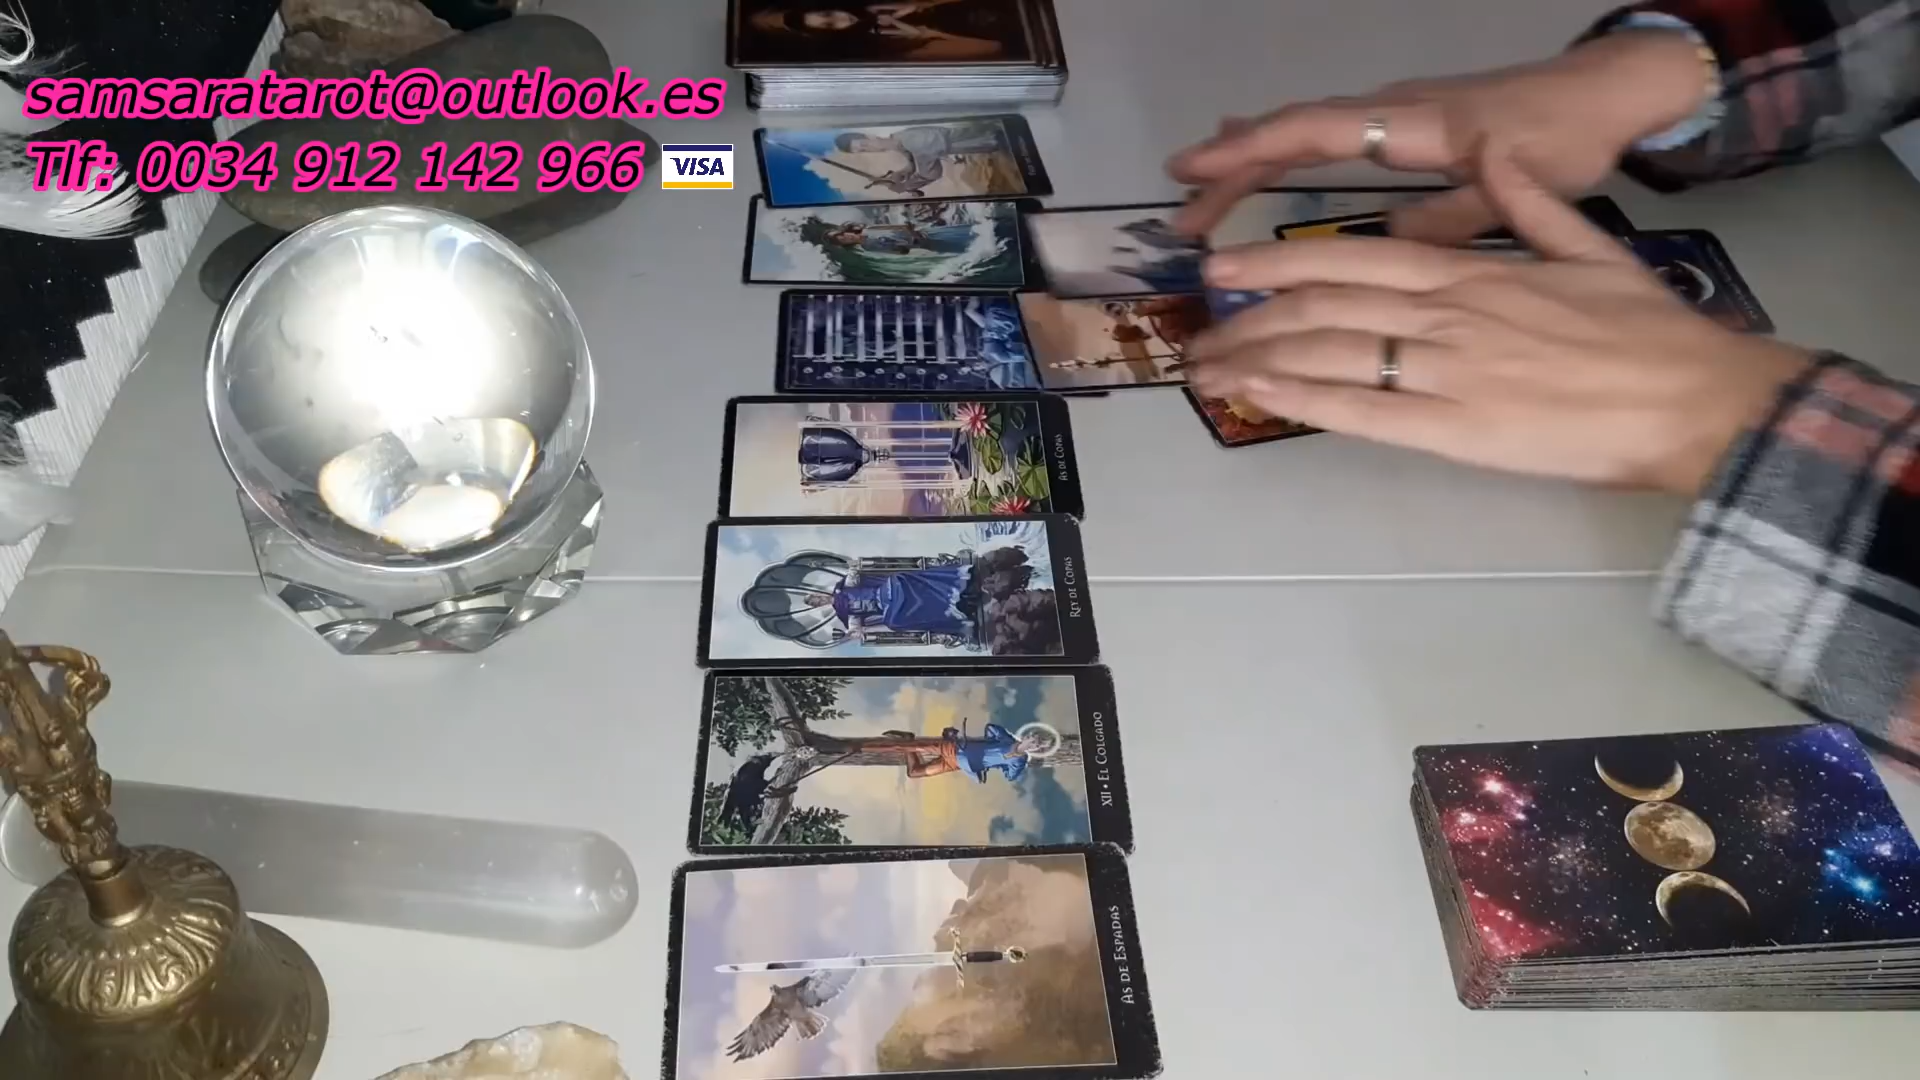 samsaratarot@outlook.es
Tlf: 0034 912 142 966 VISA
As de Copas
Rey de Copas
XII • El Colgado
As de Espadas